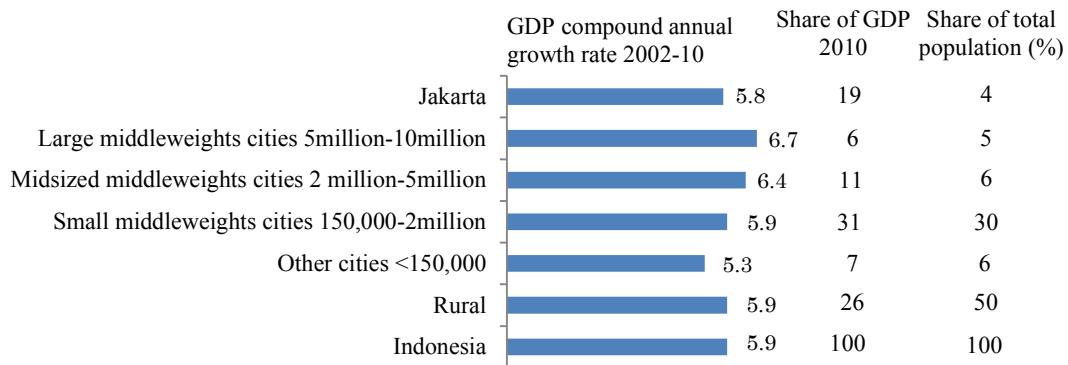 GDP compound annual growth rate 2002-10 Share of GDP 2010 Share of total population (%)
Jakarta 5.8 19 4
Large middleweights cities 5million-10million 6.7 6 5
Midsized middleweights cities 2 million-5million 6.4 11 6
Small middleweights cities 150,000-2million 5.9 31 30
Other cities <150,000 5.3 7 6
Rural 5.9 26 50
Indonesia 5.9 100 100